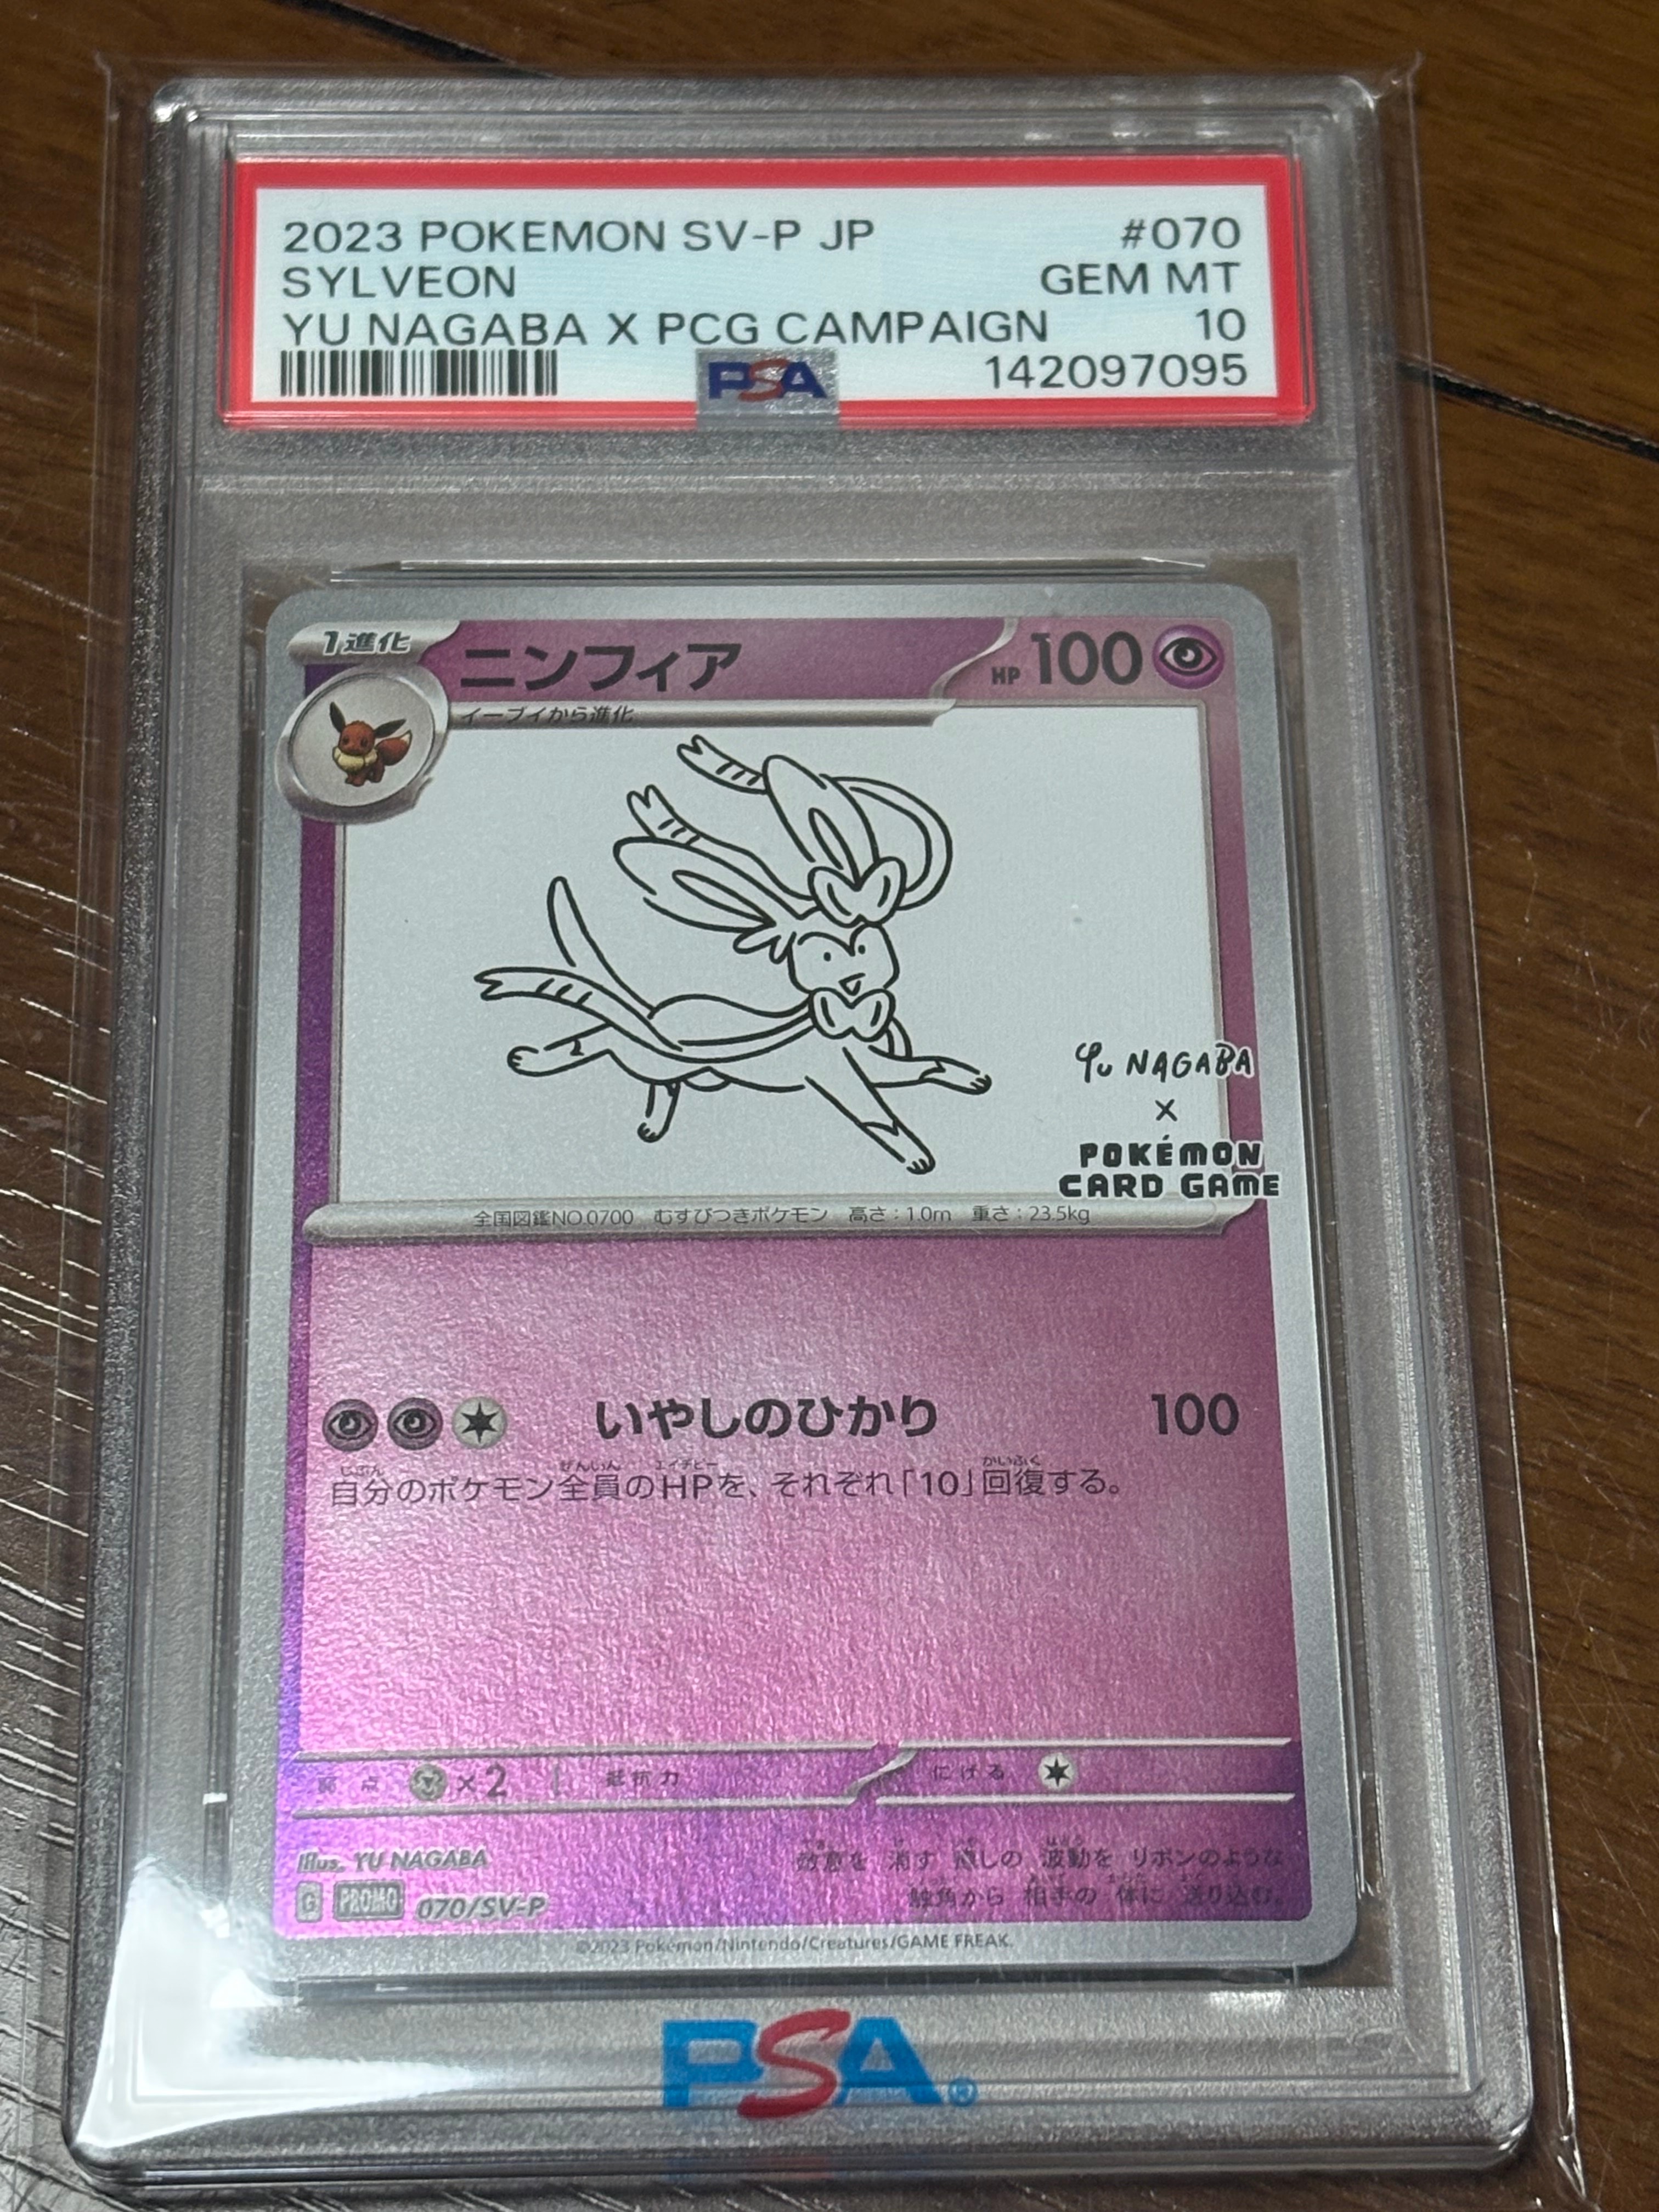 2023 POKEMON SV-P JP #070
SYLVEON GEM MT
YU NAGABA X PCG CAMPAIGN 10
PSA 142097095
1進化 ニンフィア HP 100
イーブイから進化
Yu NAGABA
×
POKÉMON
CARD GAME
全国図鑑NO.0700 むすびつきポケモン 高さ:1.0m 重さ:23.5kg
いやしのひかり 100
自分のポケモン全員のHPを、それぞれ「10」回復する。
弱点 ×2 抵抗力 にげる
Illus. YU NAGABA
敵意を 消す 癒しの 波動を リボンのような
触角から 相手の 体に 送り込む。
G PROMO 070/SV-P
©2023 Pokémon/Nintendo/Creatures/GAME FREAK.
PSA®